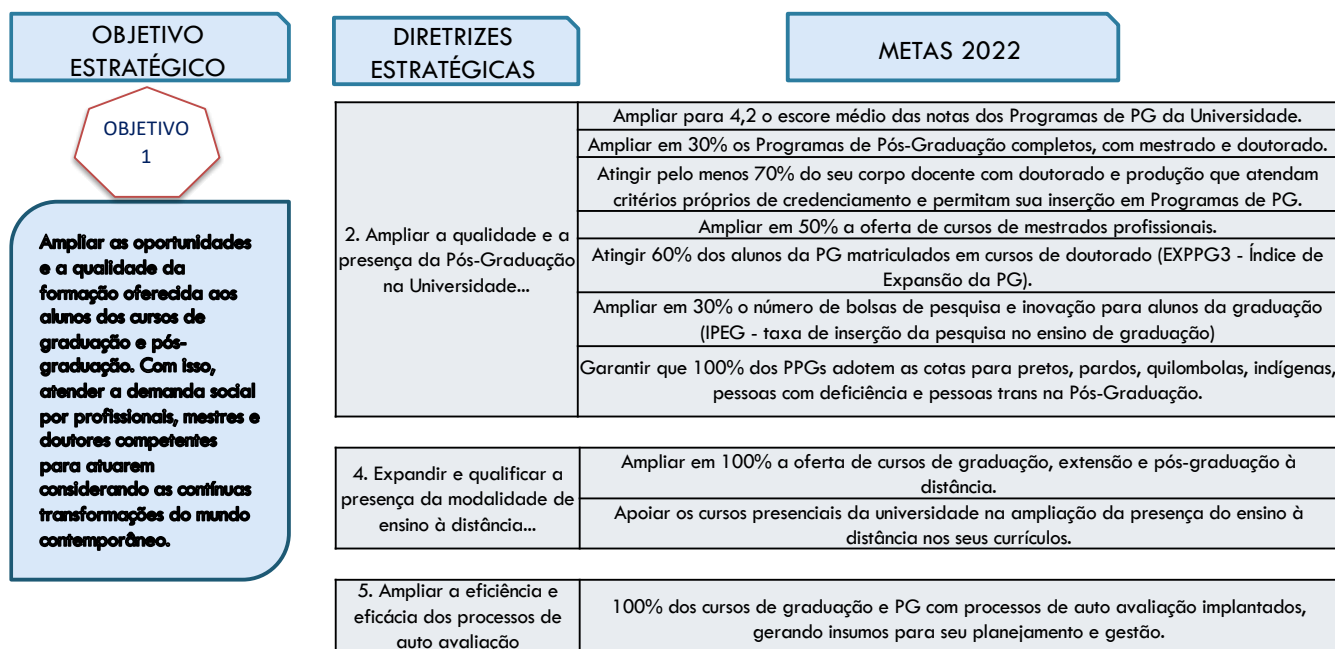 OBJETIVO
ESTRATÉGICO
DIRETRIZES
ESTRATÉGICAS
METAS 2022
OBJETIVO
1
Ampliar as oportunidades
e a qualidade da
formação oferecida aos
alunos dos cursos de
graduação e pós-
graduação. Com isso,
atender a demanda social
por profissionais, mestres e
doutores competentes
para atuarem
considerando as contínuas
transformações do mundo
contemporâneo.
2. Ampliar a qualidade e a
presença da Pós-Graduação
na Universidade...
Ampliar para 4,2 o escore médio das notas dos Programas de PG da Universidade.
Ampliar em 30% os Programas de Pós-Graduação completos, com mestrado e doutorado.
Atingir pelo menos 70% do seu corpo docente com doutorado e produção que atendam
critérios próprios de credenciamento e permitam sua inserção em Programas de PG.
Ampliar em 50% a oferta de cursos de mestrados profissionais.
Atingir 60% dos alunos da PG matriculados em cursos de doutorado (EXPPG3 - Índice de
Expansão da PG).
Ampliar em 30% o número de bolsas de pesquisa e inovação para alunos da graduação
(IPEG - taxa de inserção da pesquisa no ensino de graduação)
Garantir que 100% dos PPGs adotem as cotas para pretos, pardos, quilombolas, indígenas,
pessoas com deficiência e pessoas trans na Pós-Graduação.
4. Expandir e qualificar a
presença da modalidade de
ensino à distância...
Ampliar em 100% a oferta de cursos de graduação, extensão e pós-graduação à
distância.
Apoiar os cursos presenciais da universidade na ampliação da presença do ensino à
distância nos seus currículos.
5. Ampliar a eficiência e
eficácia dos processos de
auto avaliação
100% dos cursos de graduação e PG com processos de auto avaliação implantados,
gerando insumos para seu planejamento e gestão.